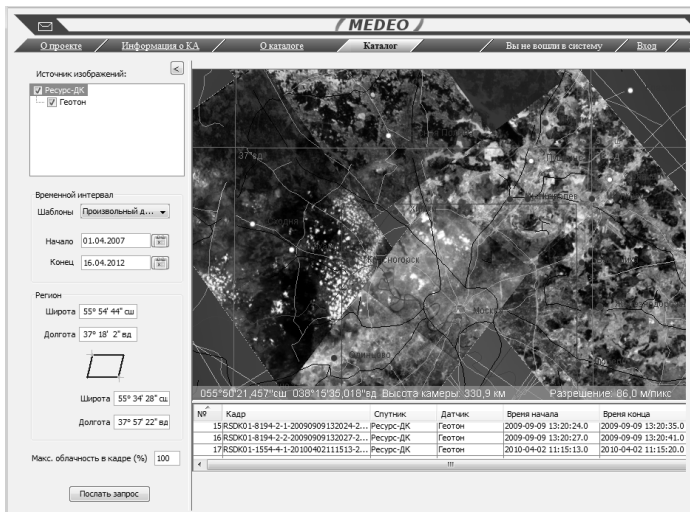 MEDEO
О проекте
Информация о КА
О каталоге
Каталог
Вы не вошли в систему
Вход
Источник изображений:
<
Ресурс-ДК
Геотон
Временной интервал
Шаблоны Произвольный д...
Начало 01.04.2007
Конец 16.04.2012
Регион
Широта 55° 54' 44" сш
Долгота 37° 18' 2" вд
Широта 55° 34' 28" сш
Долгота 37° 57' 22" вд
Макс. облачность в кадре (%) 100
Послать запрос
37°вд
Красногорск
Москва
Одинцово
055°50'21,457"сш 038°15'35,018"вд Высота камеры: 330,9 км Разрешение: 86,0 м/пикс
№ Кадр Спутник Датчик Время начала Время конца
15 RSDK01-8194-2-1-20090909132024-2... Ресурс-ДК Геотон 2009-09-09 13:20:24.0 2009-09-09 13:20:35.0
16 RSDK01-8194-2-2-20090909132027-2... Ресурс-ДК Геотон 2009-09-09 13:20:27.0 2009-09-09 13:20:41.0
17 RSDK01-1554-4-1-20100402111513-2... Ресурс-ДК Геотон 2010-04-02 11:15:13.0 2010-04-02 11:15:20.0